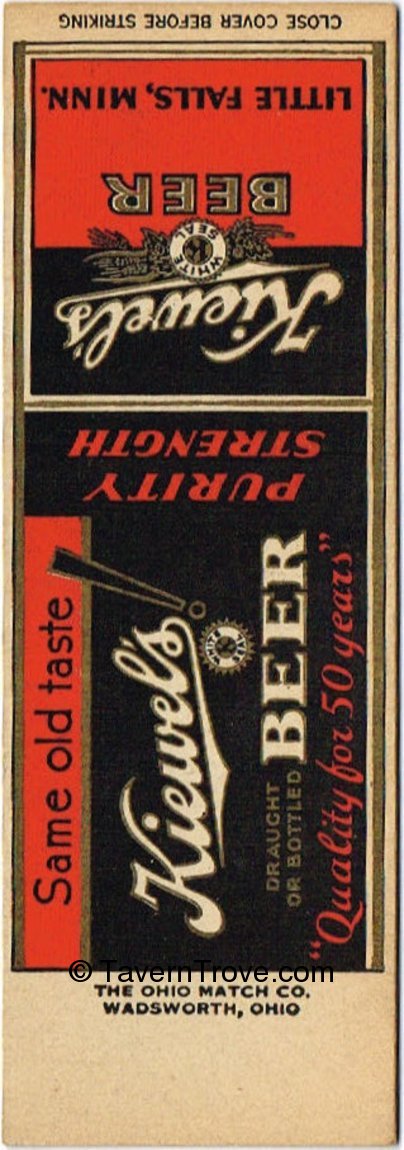 CLOSE COVER BEFORE STRIKING
LITTLE FALLS, MINN.
BEER
WHITE SEAL
Kiewel's
STRENGTH
PURITY
Same old taste
!
Kiewel's
WHITE SEAL
DRAUGHT
OR BOTTLED
BEER
"Quality for 50 years"
© TavernTrove.com
THE OHIO MATCH CO.
WADSWORTH, OHIO